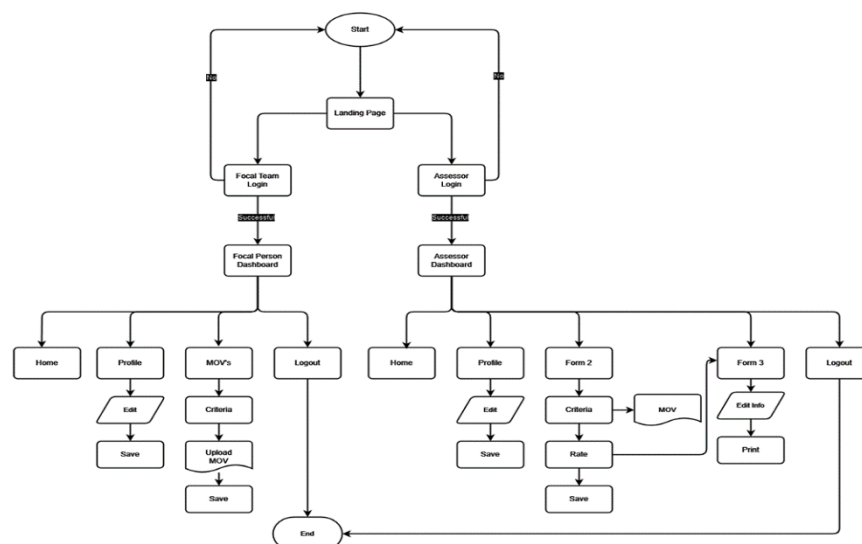 Start
No
No
Landing Page
Focal Team
Login
Assessor
Login
Successful
Successful
Focal Person
Dashboard
Assessor
Dashboard
Home
Profile
MOV's
Logout
Home
Profile
Form 2
Form 3
Logout
Edit
Criteria
Edit
Criteria
MOV
Edit Info
Save
Upload
MOV
Save
Rate
Print
Save
Save
End